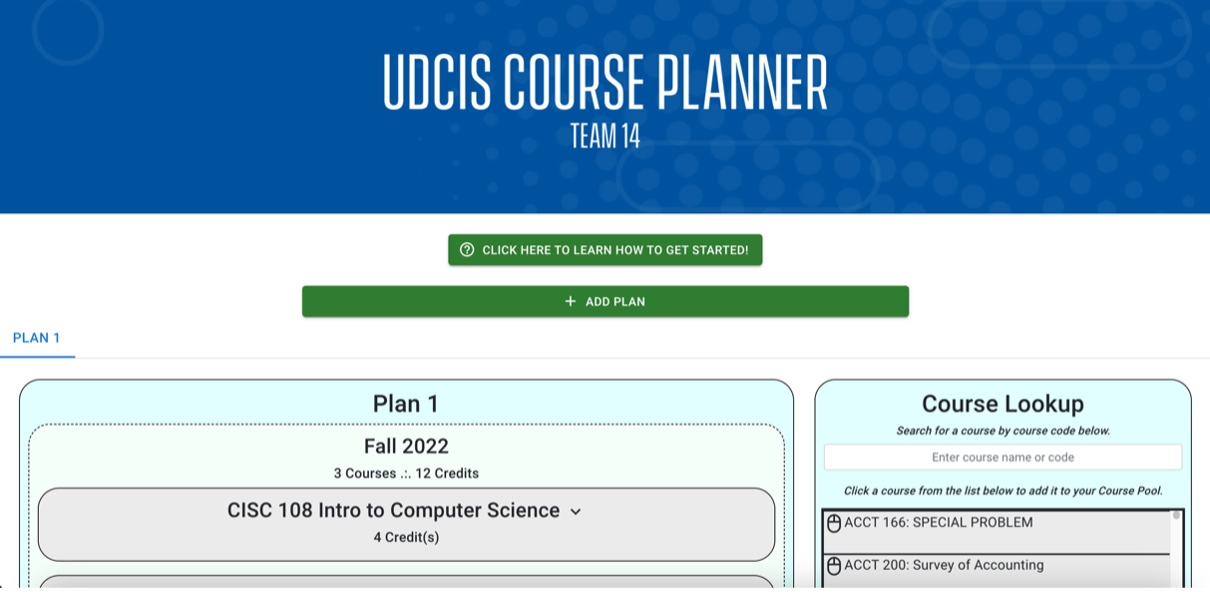 UDCIS COURSE PLANNER
TEAM 14
CLICK HERE TO LEARN HOW TO GET STARTED!
+ ADD PLAN
PLAN 1
Plan 1
Fall 2022
3 Courses .:. 12 Credits
CISC 108 Intro to Computer Science
4 Credit(s)
Course Lookup
Search for a course by course code below.
Enter course name or code
Click a course from the list below to add it to your Course Pool.
ACCT 166: SPECIAL PROBLEM
ACCT 200: Survey of Accounting